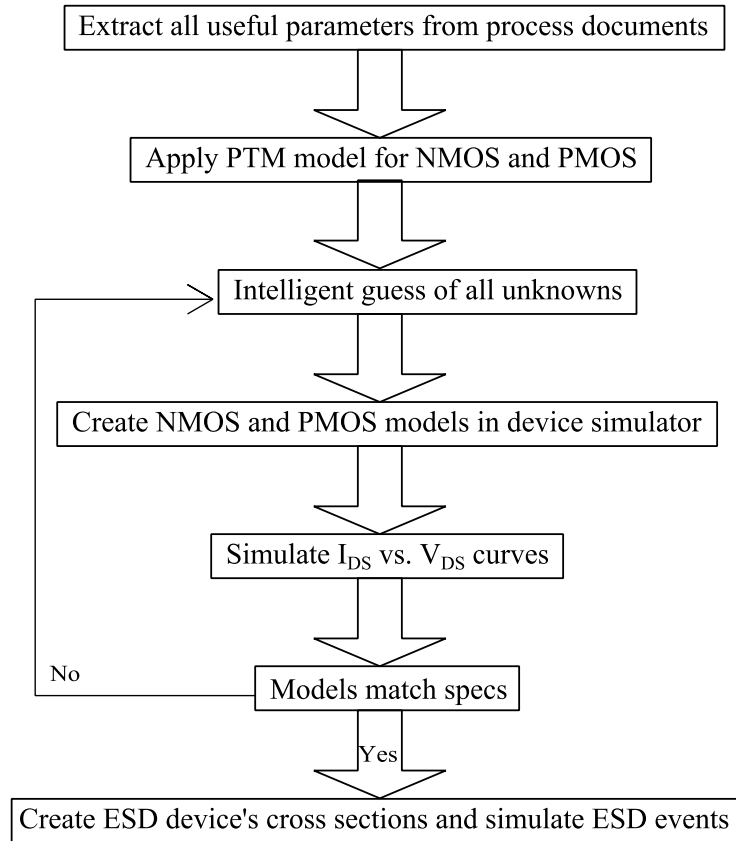 Extract all useful parameters from process documents
Apply PTM model for NMOS and PMOS
Intelligent guess of all unknowns
Create NMOS and PMOS models in device simulator
Simulate I_DS vs. V_DS curves
No
Models match specs
Yes
Create ESD device's cross sections and simulate ESD events